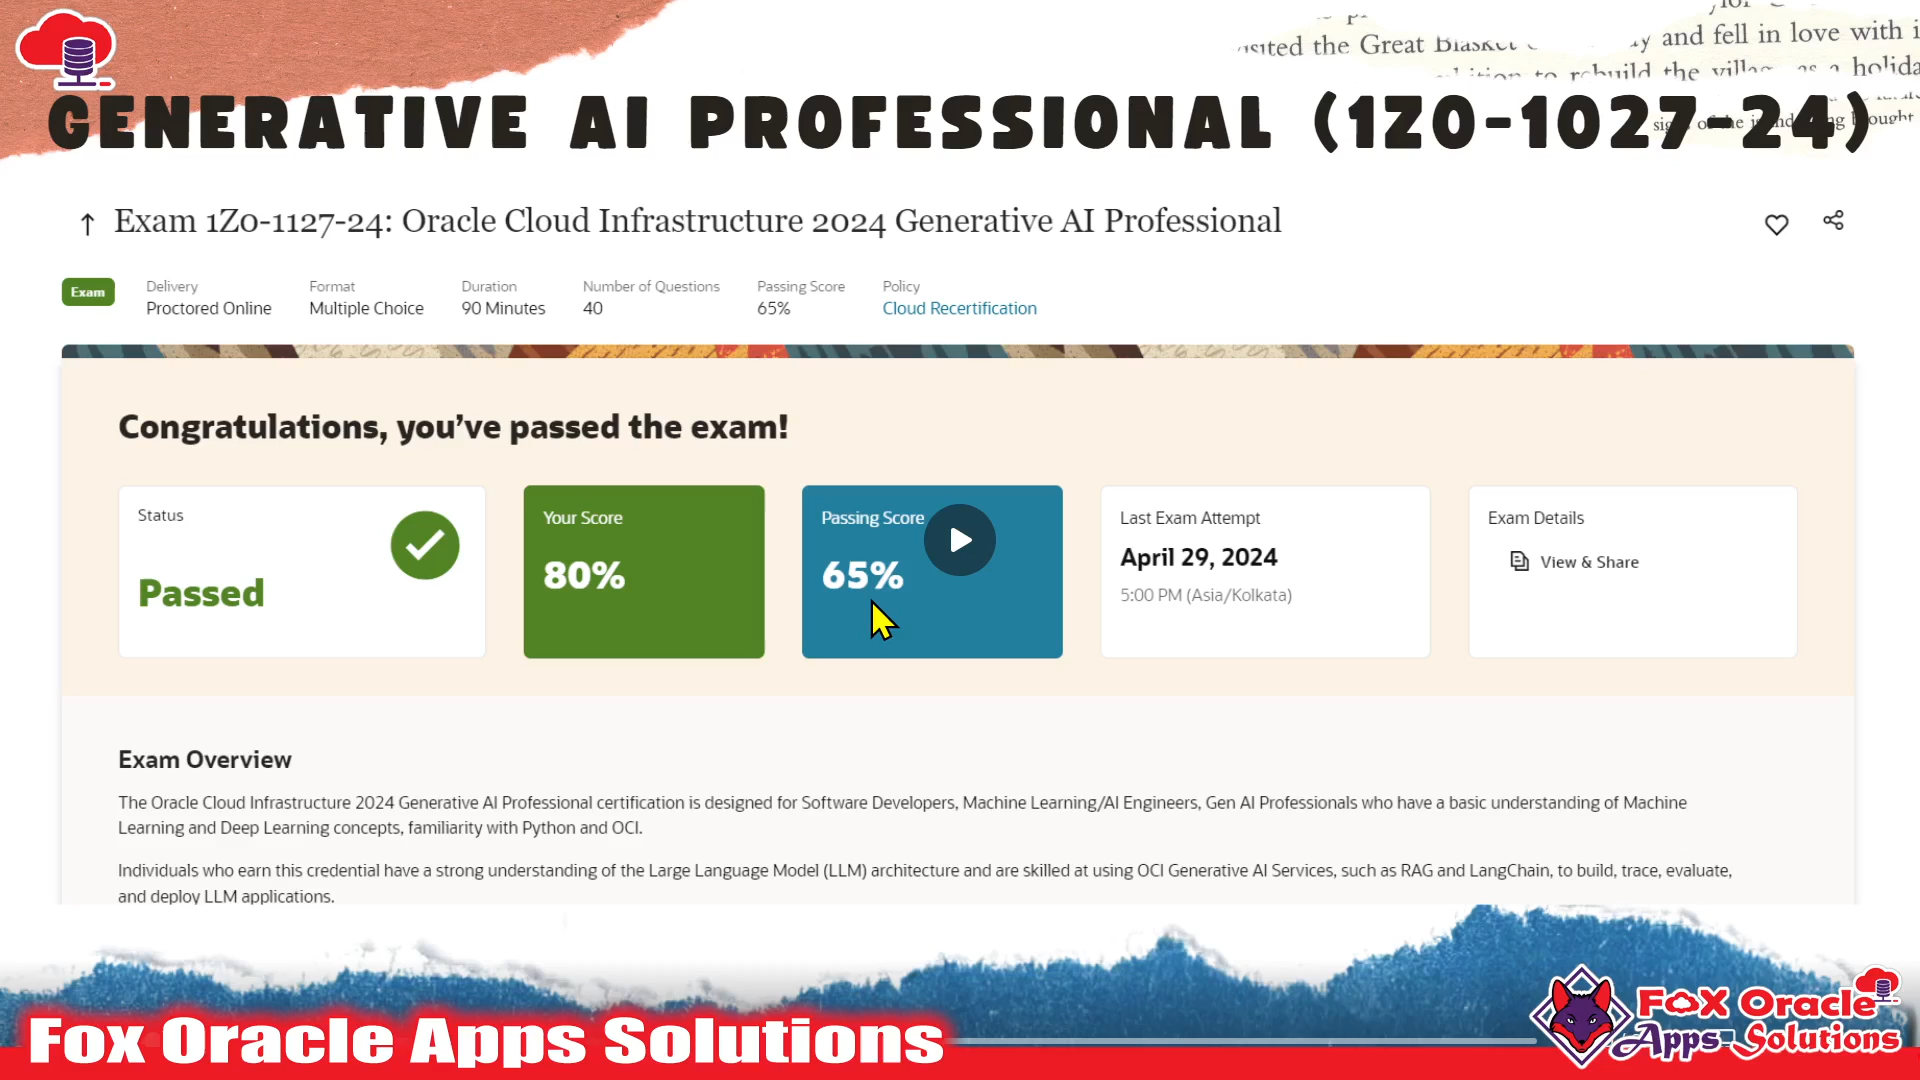 usited the Great Blasket
y and fell in love with i
to rebuild the village as a holida
GENERATIVE AI PROFESSIONAL (1Z0-1027-24)
↑ Exam 1Z0-1127-24: Oracle Cloud Infrastructure 2024 Generative AI Professional
Exam
Delivery Format Duration Number of Questions Passing Score Policy
Proctored Online Multiple Choice 90 Minutes 40 65% Cloud Recertification
Congratulations, you've passed the exam!
Status
Passed
Your Score
80%
Passing Score
65%
Last Exam Attempt
April 29, 2024
5:00 PM (Asia/Kolkata)
Exam Details
View & Share
Exam Overview
The Oracle Cloud Infrastructure 2024 Generative AI Professional certification is designed for Software Developers, Machine Learning/AI Engineers, Gen AI Professionals who have a basic understanding of Machine
Learning and Deep Learning concepts, familiarity with Python and OCI.
Individuals who earn this credential have a strong understanding of the Large Language Model (LLM) architecture and are skilled at using OCI Generative AI Services, such as RAG and LangChain, to build, trace, evaluate,
and deploy LLM applications.
Fox Oracle Apps Solutions
FOX Oracle
Apps Solutions